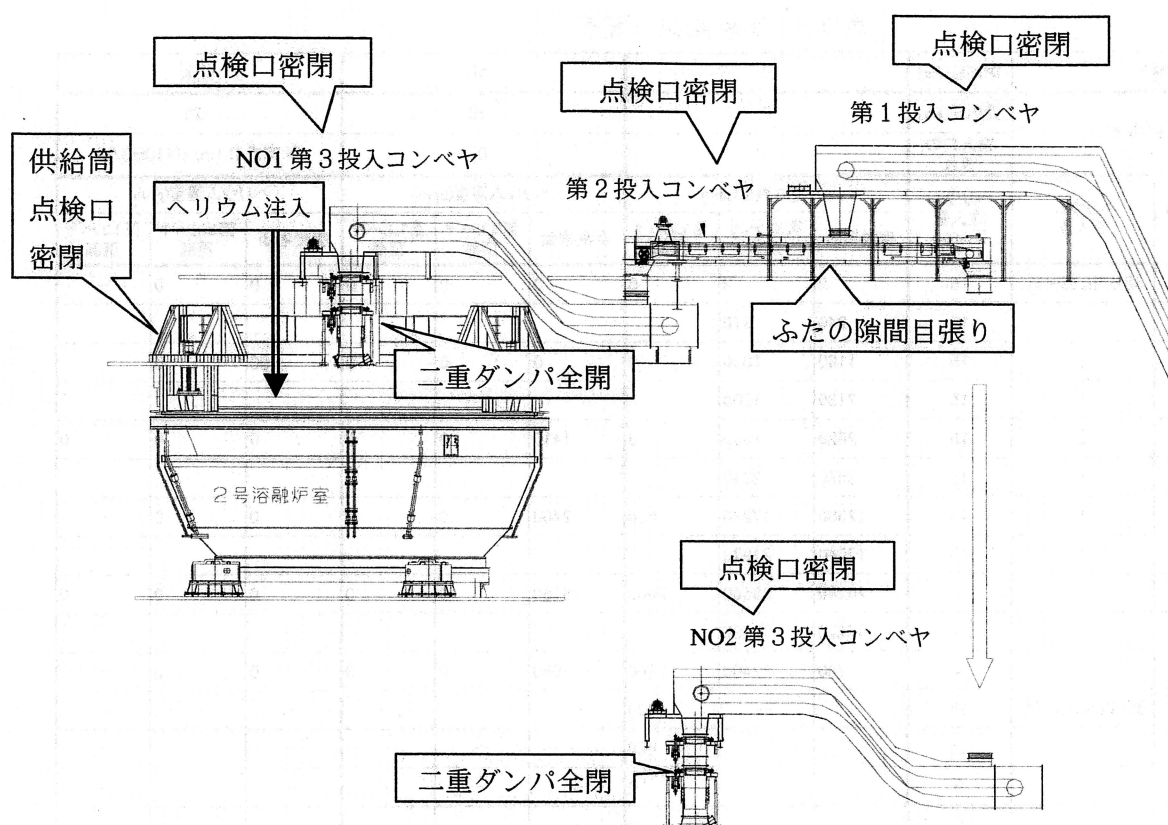 点検口密閉
点検口密閉
点検口密閉
第１投入コンベヤ
供給筒
点検口
密閉
NO1 第３投入コンベヤ
第２投入コンベヤ
ヘリウム注入
ふたの隙間目張り
二重ダンパ全開
２号溶融炉室
点検口密閉
NO2 第３投入コンベヤ
二重ダンパ全閉